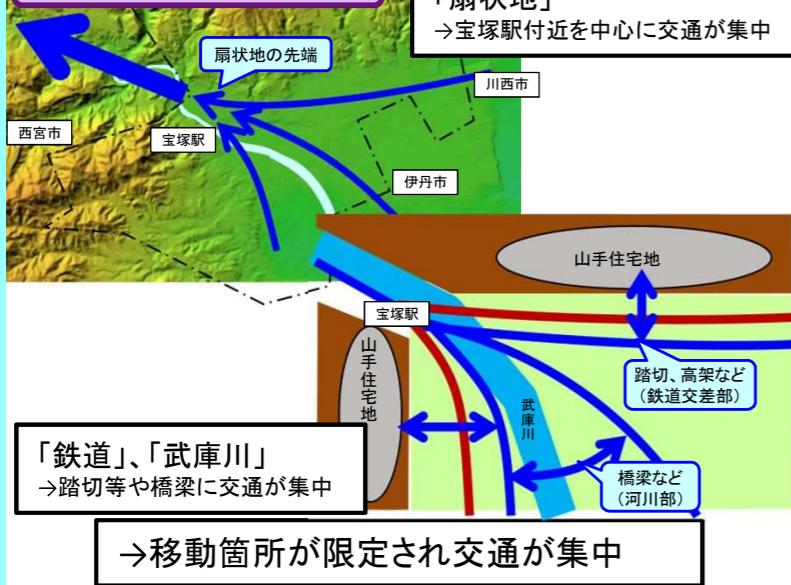 「扇状地」
→宝塚駅付近を中心に交通が集中
扇状地の先端
川西市
西宮市
宝塚駅
伊丹市
山手住宅地
宝塚駅
山手住宅地
踏切、高架など
（鉄道交差部）
武庫川
「鉄道」、「武庫川」
→踏切等や橋梁に交通が集中
橋梁など
（河川部）
→移動箇所が限定され交通が集中